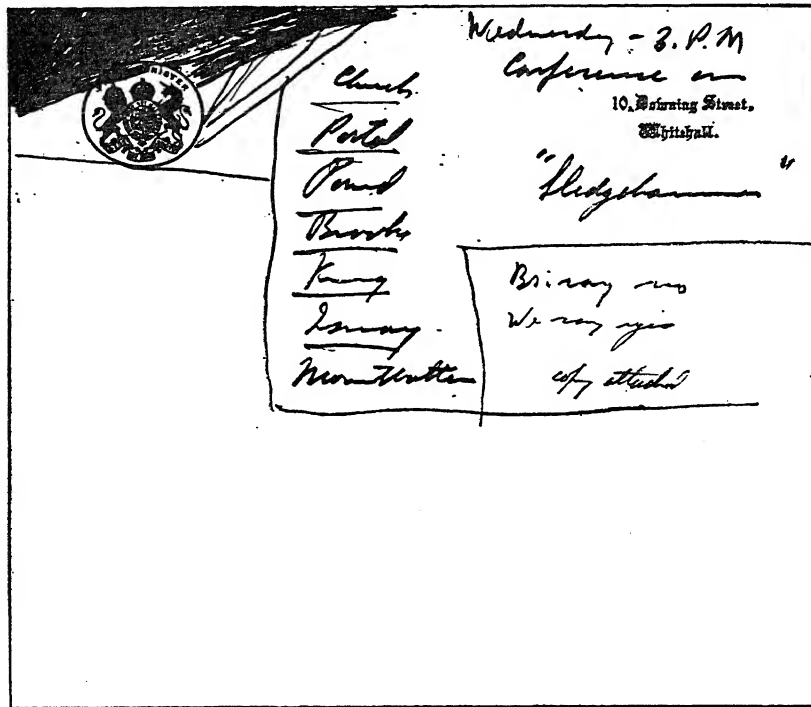 Wednesday - 3. P.M
Conference on
10, Downing Street,
Whitehall.
"Sledgehammer"
Church.
Portal
Pound
Brooke
King
Ismay
Mountbatten
Bri. say no
We say yes
copy attached